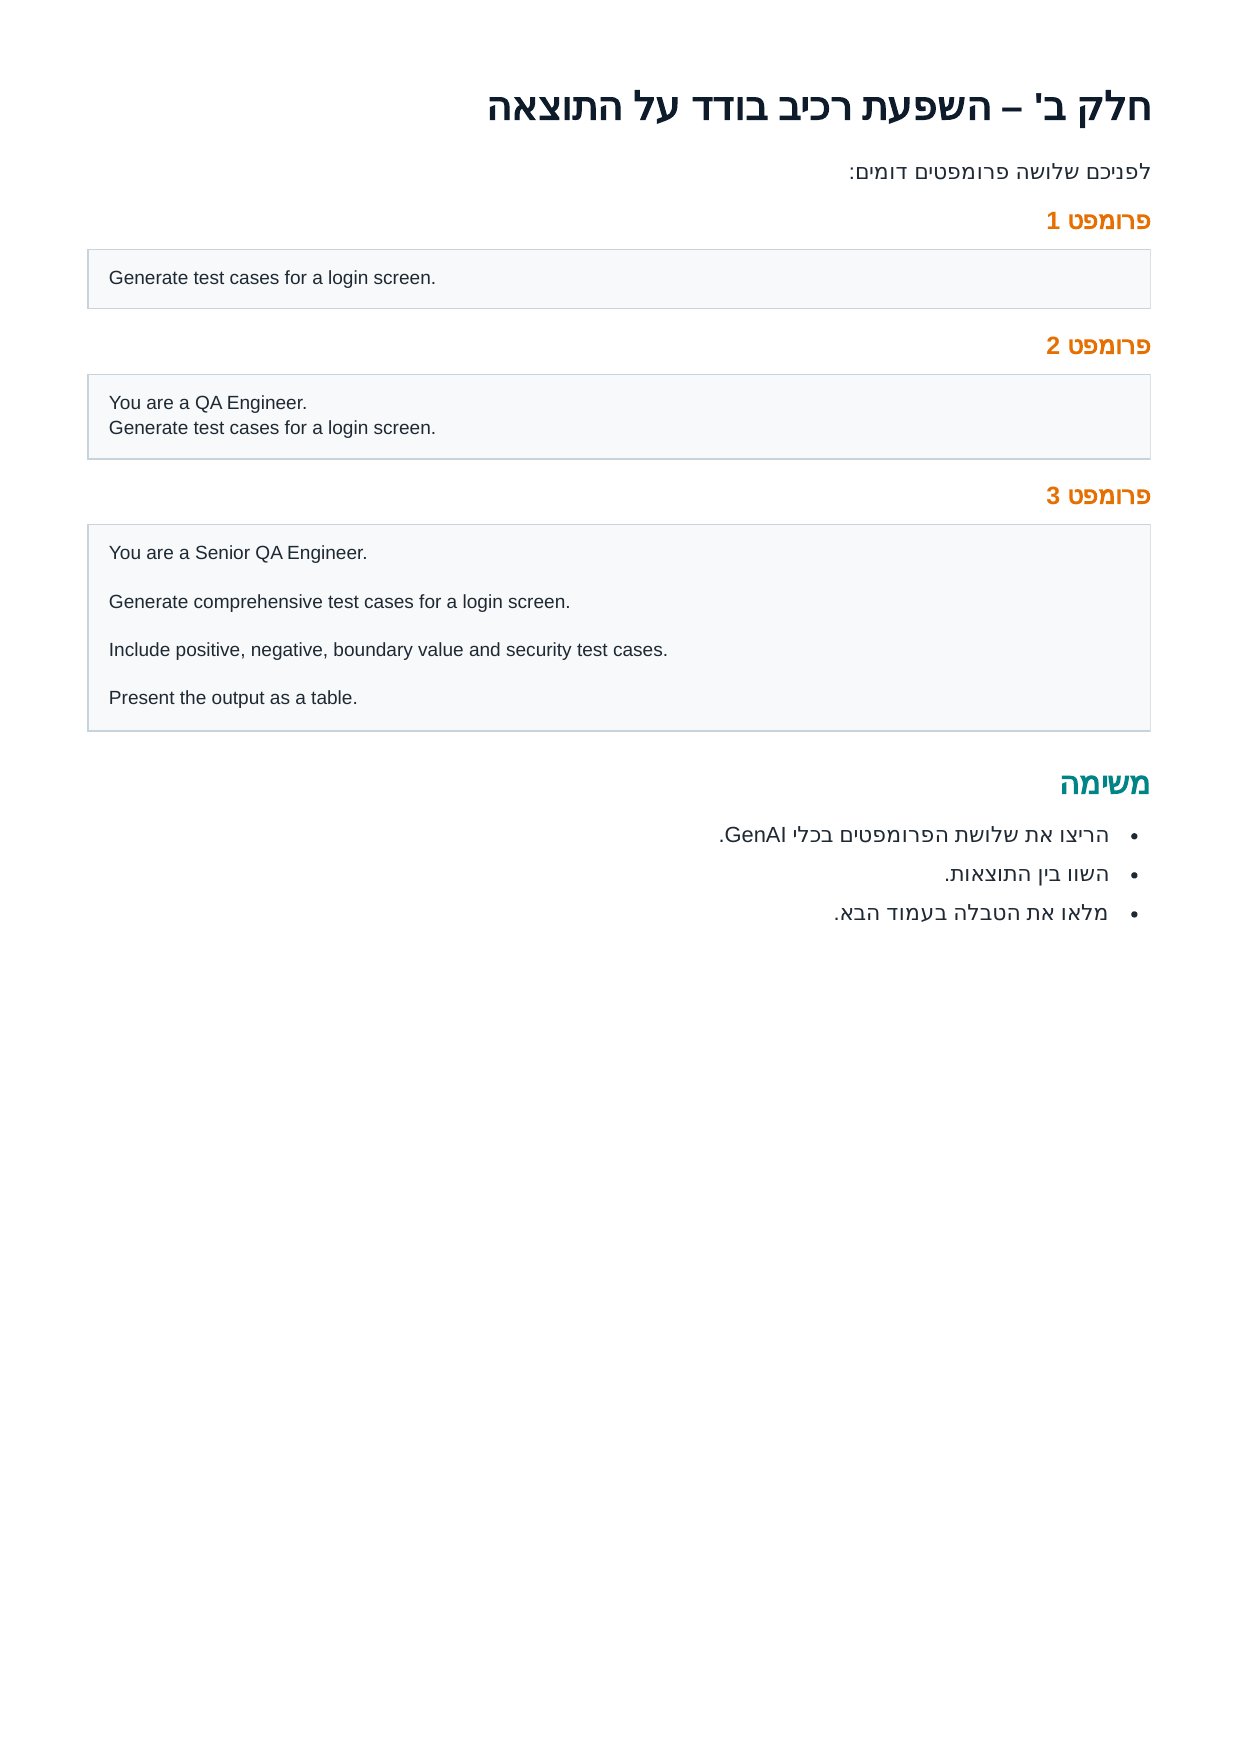 חלק ב' – השפעת רכיב בודד על התוצאה
לפניכם שלושה פרומפטים דומים:
פרומפט 1
Generate test cases for a login screen.
פרומפט 2
You are a QA Engineer.
Generate test cases for a login screen.
פרומפט 3
You are a Senior QA Engineer.
Generate comprehensive test cases for a login screen.
Include positive, negative, boundary value and security test cases.
Present the output as a table.
משימה
• הריצו את שלושת הפרומפטים בכלי GenAI.
• השוו בין התוצאות.
• מלאו את הטבלה בעמוד הבא.